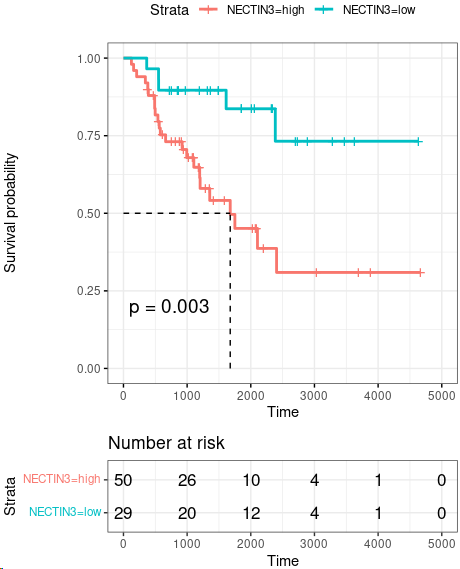 Strata NECTIN3=high NECTIN3=low
Survival probability
1.00
0.75
0.50
0.25
0.00
p = 0.003
0 1000 2000 3000 4000 5000
Time
Number at risk
Strata
NECTIN3=high 50 26 10 4 1 0
NECTIN3=low 29 20 12 4 1 0
0 1000 2000 3000 4000 5000
Time